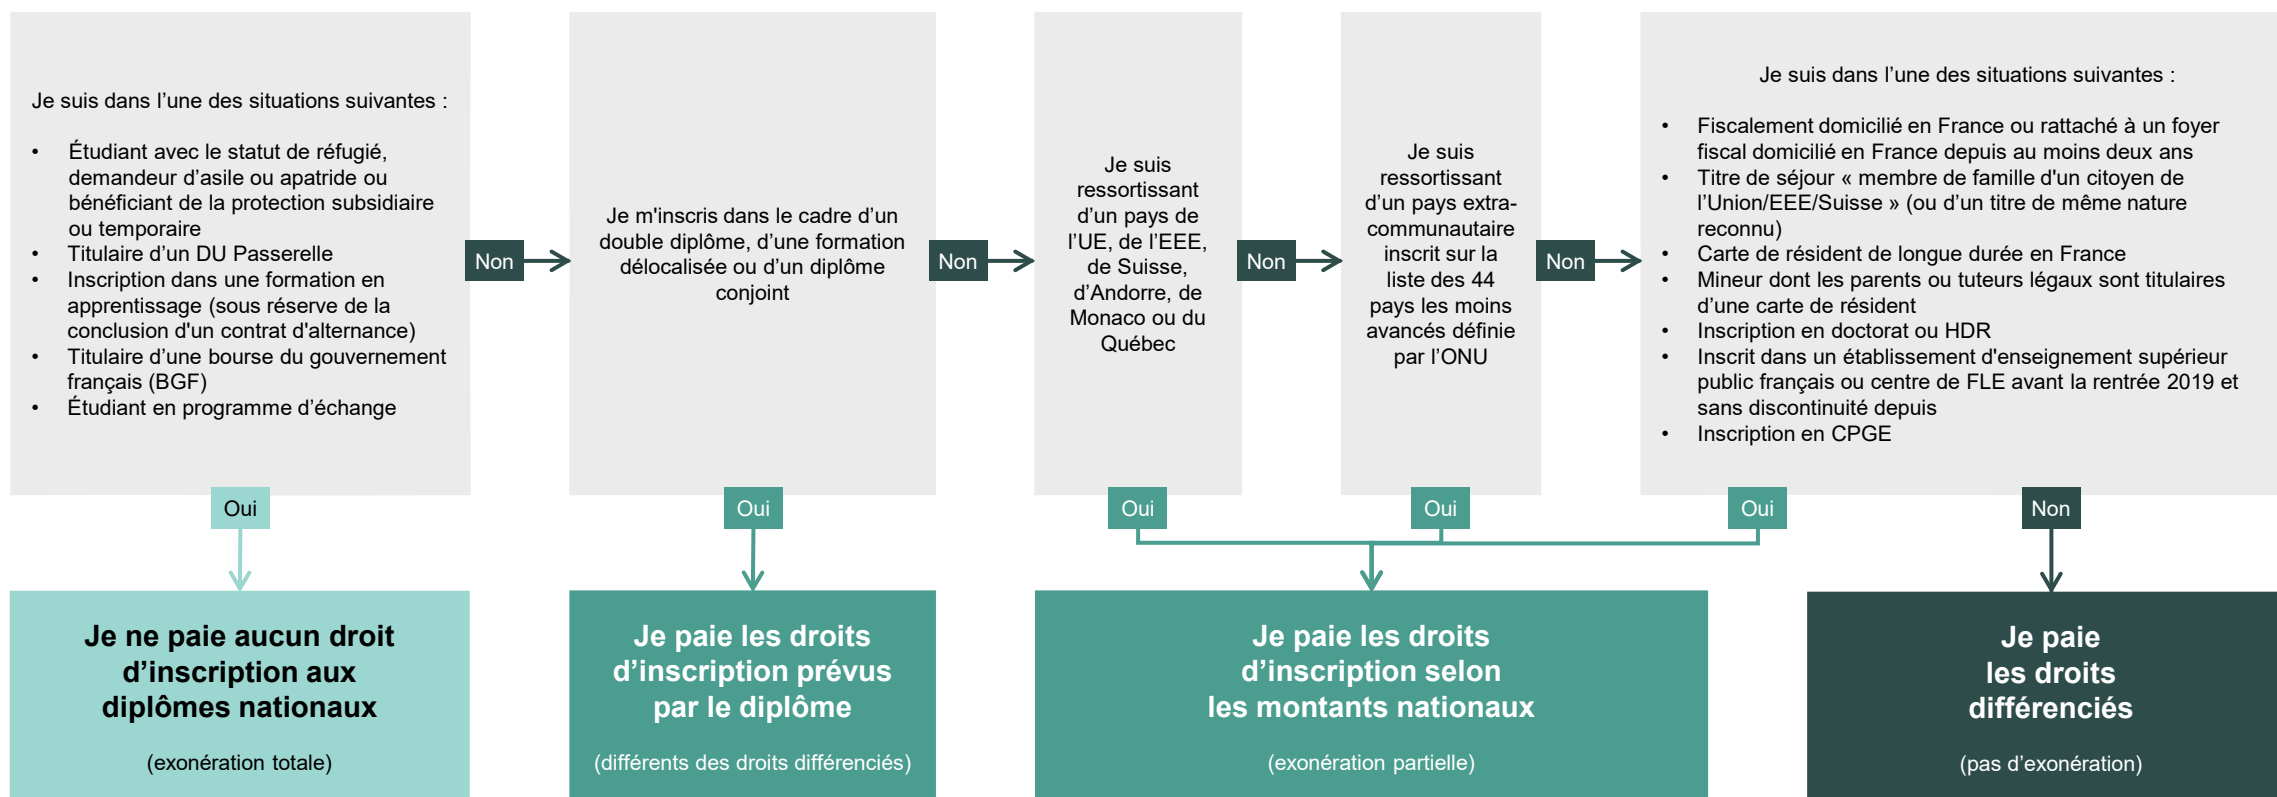 Je suis dans l’une des situations suivantes :
• Étudiant avec le statut de réfugié,
demandeur d’asile ou apatride ou
bénéficiant de la protection subsidiaire
ou temporaire
• Titulaire d’un DU Passerelle
• Inscription dans une formation en
apprentissage (sous réserve de la
conclusion d'un contrat d'alternance)
• Titulaire d’une bourse du gouvernement
français (BGF)
• Étudiant en programme d’échange
Non
Je m'inscris dans le cadre d’un
double diplôme, d’une formation
délocalisée ou d’un diplôme
conjoint
Non
Je suis
ressortissant
d’un pays de
l’UE, de l’EEE,
de Suisse,
d’Andorre, de
Monaco ou du
Québec
Non
Je suis
ressortissant
d’un pays extra-
communautaire
inscrit sur la
liste des 44
pays les moins
avancés définie
par l’ONU
Non
Je suis dans l’une des situations suivantes :
• Fiscalement domicilié en France ou rattaché à un foyer
fiscal domicilié en France depuis au moins deux ans
• Titre de séjour « membre de famille d'un citoyen de
l’Union/EEE/Suisse » (ou d’un titre de même nature
reconnu)
• Carte de résident de longue durée en France
• Mineur dont les parents ou tuteurs légaux sont titulaires
d’une carte de résident
• Inscription en doctorat ou HDR
• Inscrit dans un établissement d'enseignement supérieur
public français ou centre de FLE avant la rentrée 2019 et
sans discontinuité depuis
• Inscription en CPGE
Oui
Oui
Oui
Oui
Oui
Non
Je ne paie aucun droit
d’inscription aux
diplômes nationaux
(exonération totale)
Je paie les droits
d’inscription prévus
par le diplôme
(différents des droits différenciés)
Je paie les droits
d’inscription selon
les montants nationaux
(exonération partielle)
Je paie
les droits
différenciés
(pas d’exonération)